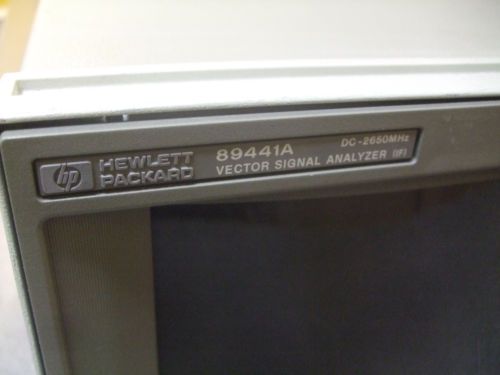 hp HEWLETT
PACKARD
89441A
DC-2650MHz
VECTOR SIGNAL ANALYZER (IF)